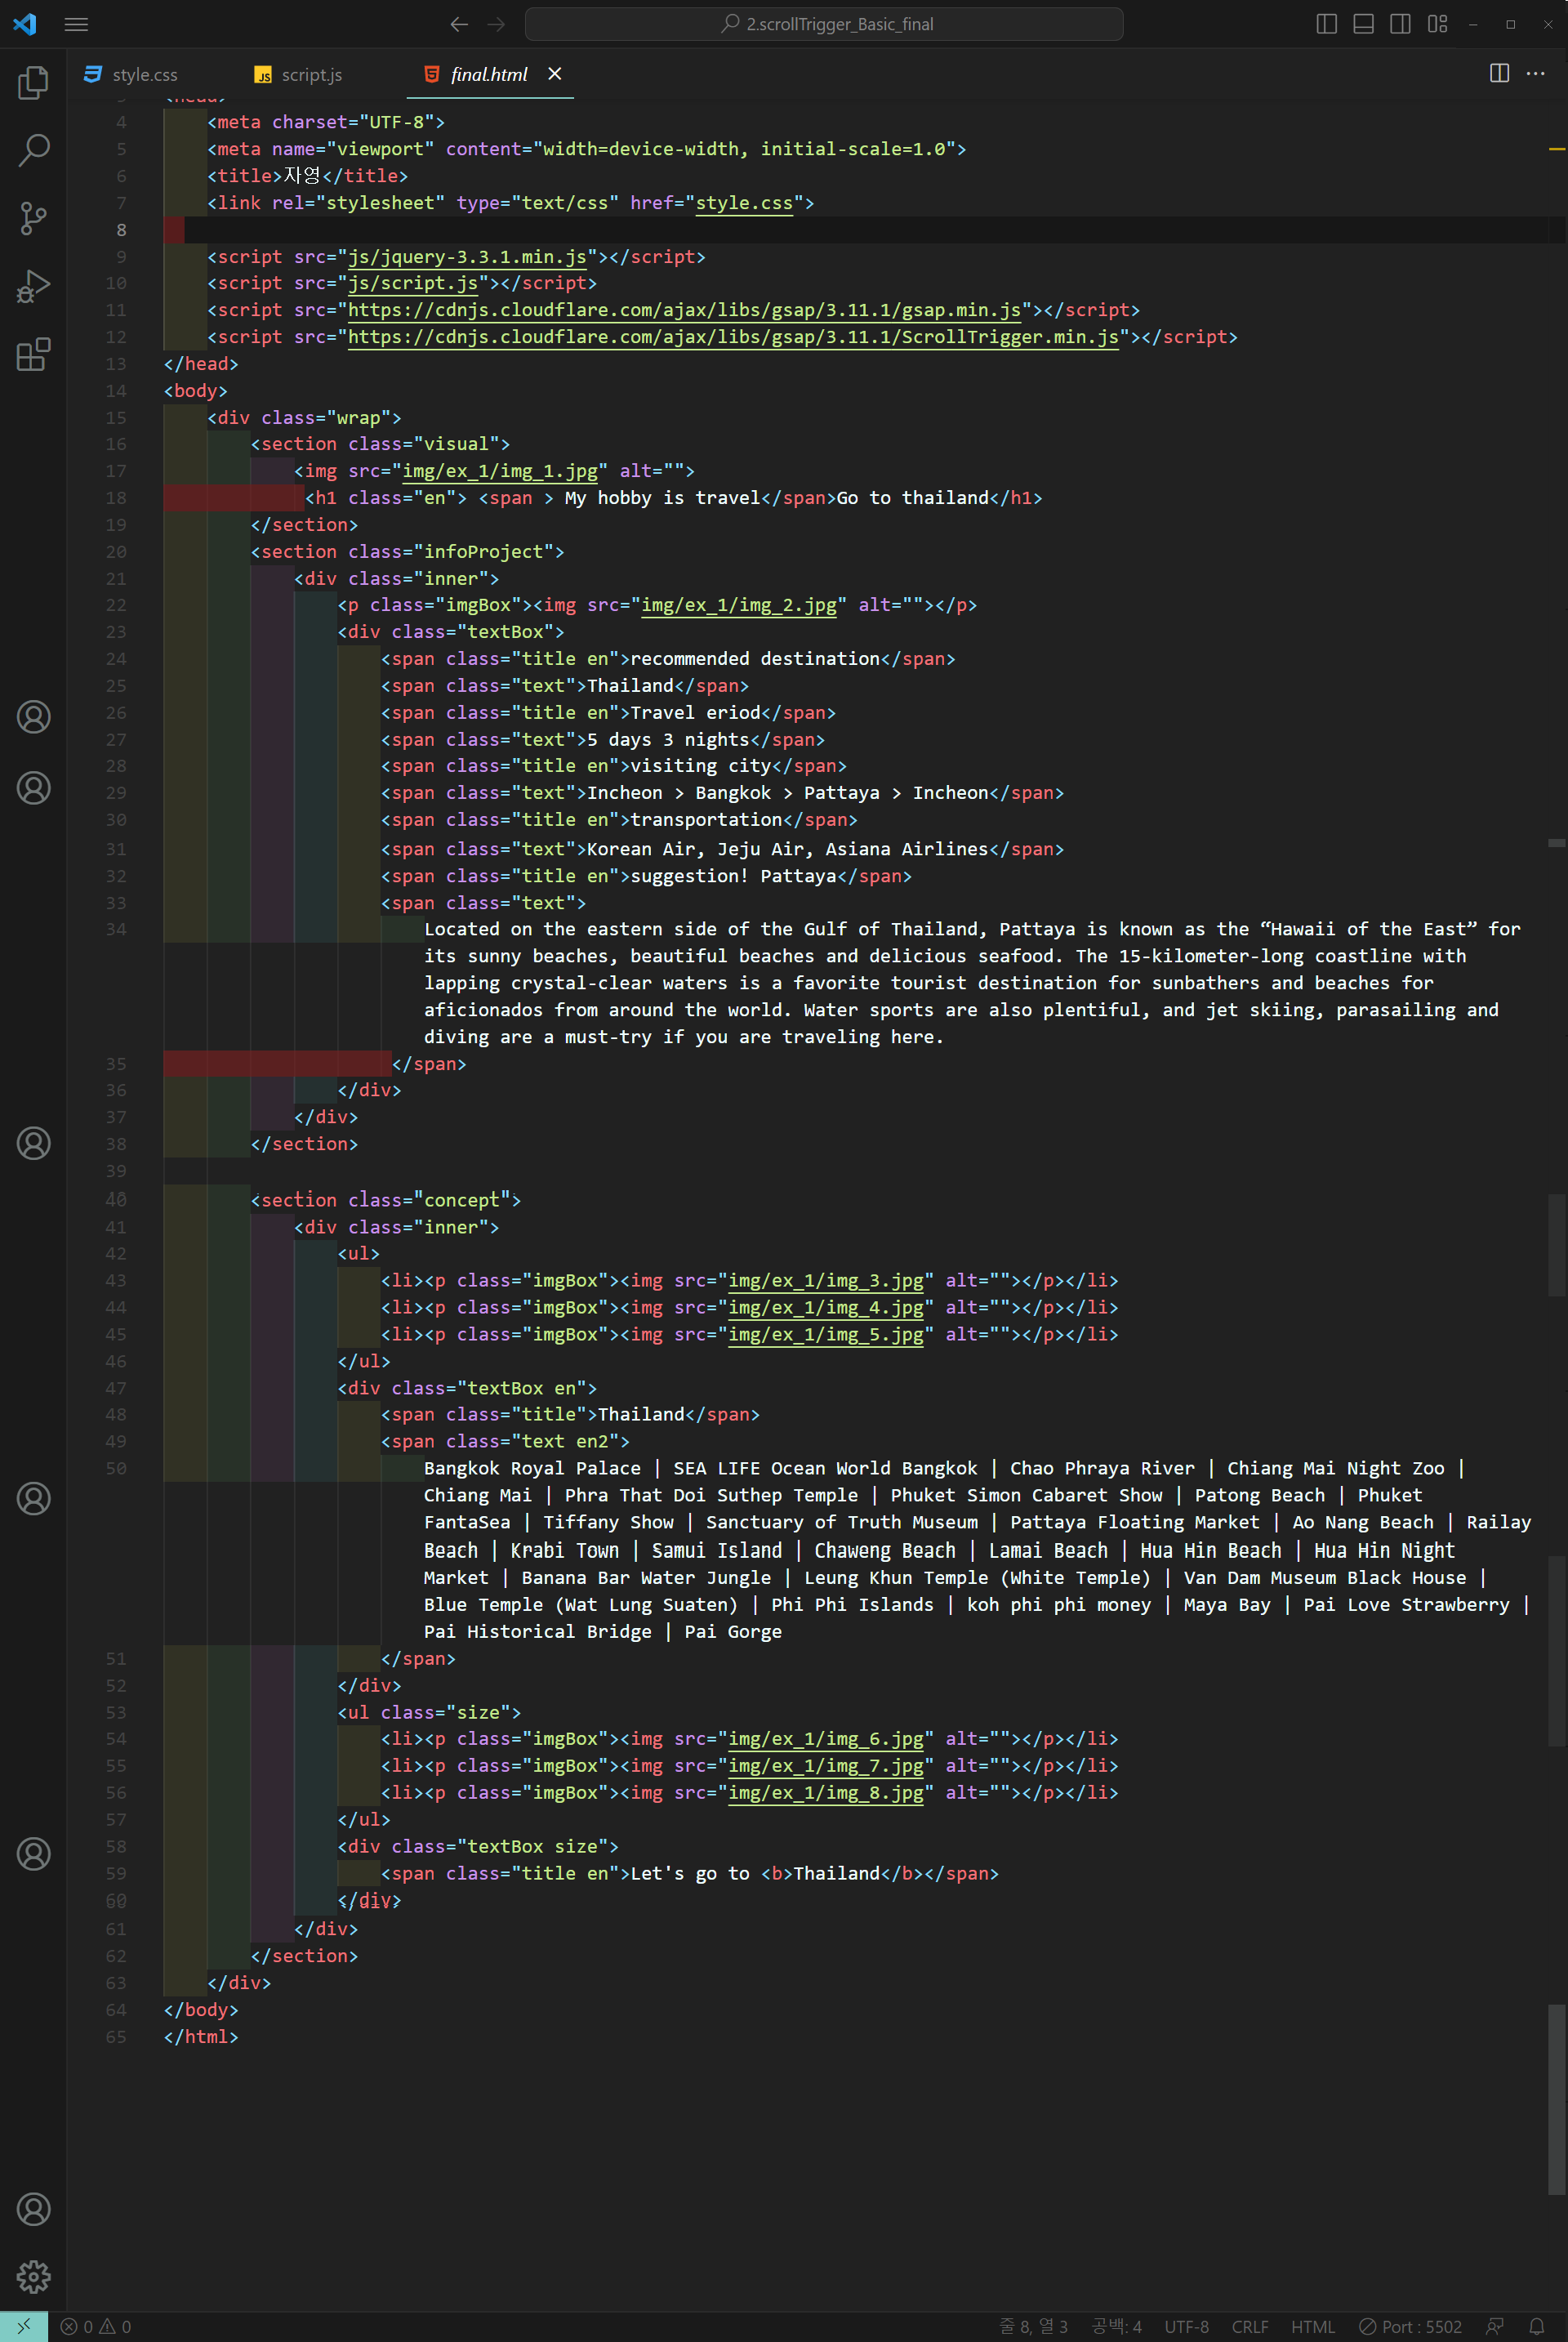 2.scrollTrigger_Basic_final
style.css
JS script.js
final.html
3 <head>
4 <meta charset="UTF-8">
5 <meta name="viewport" content="width=device-width, initial-scale=1.0">
6 <title>자영</title>
7 <link rel="stylesheet" type="text/css" href="style.css">
8
9 <script src="js/jquery-3.3.1.min.js"></script>
10 <script src="js/script.js"></script>
11 <script src="https://cdnjs.cloudflare.com/ajax/libs/gsap/3.11.1/gsap.min.js"></script>
12 <script src="https://cdnjs.cloudflare.com/ajax/libs/gsap/3.11.1/ScrollTrigger.min.js"></script>
13 </head>
14 <body>
15 <div class="wrap">
16 <section class="visual">
17 <img src="img/ex_1/img_1.jpg" alt="">
18 <h1 class="en"> <span > My hobby is travel</span>Go to thailand</h1>
19 </section>
20 <section class="infoProject">
21 <div class="inner">
22 <p class="imgBox"><img src="img/ex_1/img_2.jpg" alt=""></p>
23 <div class="textBox">
24 <span class="title en">recommended destination</span>
25 <span class="text">Thailand</span>
26 <span class="title en">Travel eriod</span>
27 <span class="text">5 days 3 nights</span>
28 <span class="title en">visiting city</span>
29 <span class="text">Incheon > Bangkok > Pattaya > Incheon</span>
30 <span class="title en">transportation</span>
31 <span class="text">Korean Air, Jeju Air, Asiana Airlines</span>
32 <span class="title en">suggestion! Pattaya</span>
33 <span class="text">
34 Located on the eastern side of the Gulf of Thailand, Pattaya is known as the “Hawaii of the East” for
its sunny beaches, beautiful beaches and delicious seafood. The 15-kilometer-long coastline with
lapping crystal-clear waters is a favorite tourist destination for sunbathers and beaches for
aficionados from around the world. Water sports are also plentiful, and jet skiing, parasailing and
diving are a must-try if you are traveling here.
35 </span>
36 </div>
37 </div>
38 </section>
39
40 <section class="concept">
41 <div class="inner">
42 <ul>
43 <li><p class="imgBox"><img src="img/ex_1/img_3.jpg" alt=""></p></li>
44 <li><p class="imgBox"><img src="img/ex_1/img_4.jpg" alt=""></p></li>
45 <li><p class="imgBox"><img src="img/ex_1/img_5.jpg" alt=""></p></li>
46 </ul>
47 <div class="textBox en">
48 <span class="title">Thailand</span>
49 <span class="text en2">
50 Bangkok Royal Palace | SEA LIFE Ocean World Bangkok | Chao Phraya River | Chiang Mai Night Zoo |
Chiang Mai | Phra That Doi Suthep Temple | Phuket Simon Cabaret Show | Patong Beach | Phuket
FantaSea | Tiffany Show | Sanctuary of Truth Museum | Pattaya Floating Market | Ao Nang Beach | Railay
Beach | Krabi Town | Samui Island | Chaweng Beach | Lamai Beach | Hua Hin Beach | Hua Hin Night
Market | Banana Bar Water Jungle | Leung Khun Temple (White Temple) | Van Dam Museum Black House |
Blue Temple (Wat Lung Suaten) | Phi Phi Islands | koh phi phi money | Maya Bay | Pai Love Strawberry |
Pai Historical Bridge | Pai Gorge
51 </span>
52 </div>
53 <ul class="size">
54 <li><p class="imgBox"><img src="img/ex_1/img_6.jpg" alt=""></p></li>
55 <li><p class="imgBox"><img src="img/ex_1/img_7.jpg" alt=""></p></li>
56 <li><p class="imgBox"><img src="img/ex_1/img_8.jpg" alt=""></p></li>
57 </ul>
58 <div class="textBox size">
59 <span class="title en">Let's go to <b>Thailand</b></span>
60 </div>
61 </div>
62 </section>
63 </div>
64 </body>
65 </html>
0 0 줄 8, 열 3 공백: 4 UTF-8 CRLF HTML Port : 5502